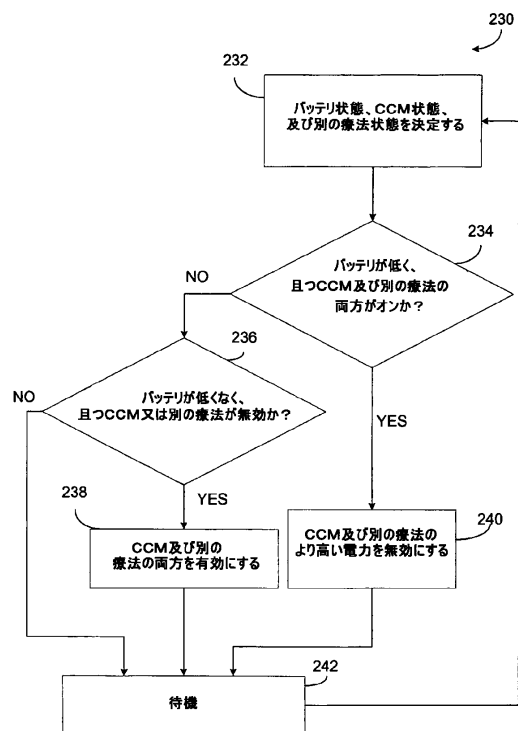 230
232
バッテリ状態、CCM状態、
及び別の療法状態を決定する
234
バッテリが低く、
且つCCM及び別の療法の
両方がオンか？
NO
236
バッテリが低くなく、
且つCCM又は別の療法が無効か？
NO
YES
YES
238
CCM及び別の
療法の両方を有効にする
CCM及び別の療法の
より高い電力を無効にする
240
242
待機